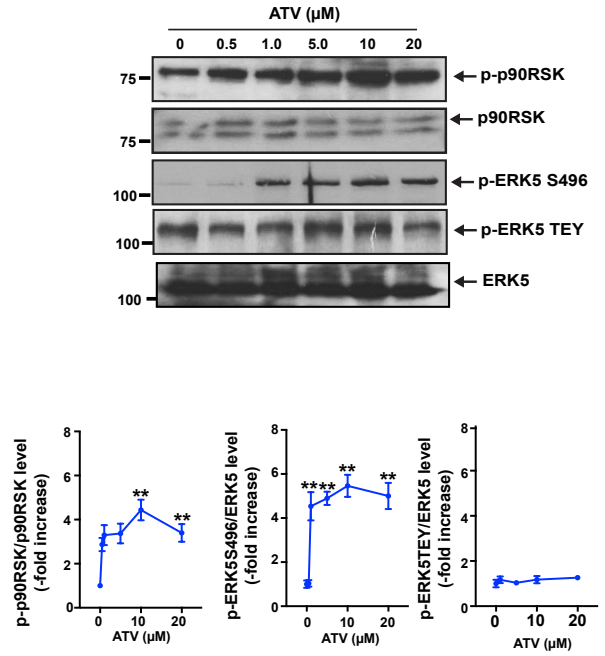 ATV (µM)
0 0.5 1.0 5.0 10 20
75 p-p90RSK
p90RSK
75
p-ERK5 S496
100
p-ERK5 TEY
100
ERK5
100
p-p90RSK/p90RSK level
(-fold increase)
8
6
4
2
0
** **
0 10 20
ATV (µM)
p-ERK5S496/ERK5 level
(-fold increase)
8
6
4
2
0
** ** ** **
0 10 20
ATV (µM)
p-ERK5TEY/ERK5 level
(-fold increase)
8
6
4
2
0
0 10 20
ATV (µM)